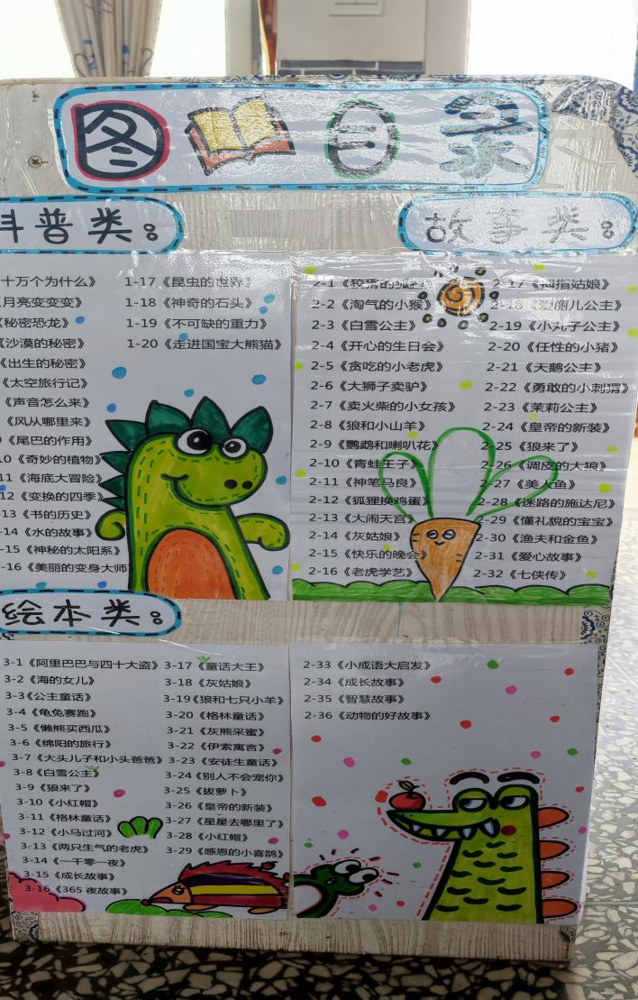 图 目录
科普类：
十万个为什么》
月亮变变变》
《秘密恐龙》
《沙漠的秘密》
《出生的秘密》
《太空旅行记》
《声音怎么来》
《风从哪里来》
《尾巴的作用》
10《奇妙的植物》
11《海底大冒险》
12《变换的四季》
-13《书的历史》
-14《水的故事》
-15《神秘的太阳系》
-16《美丽的变身大师》
1-17《昆虫的世界》
1-18《神奇的石头》
1-19《不可缺的重力》
1-20《走进国宝大熊猫》
故事类：
2-1《狡猾的狐狸》
2-2《淘气的小猴》
2-3《白雪公主》
2-4《开心的生日会》
2-5《贪吃的小老虎》
2-6《大狮子卖驴》
2-7《卖火柴的小女孩》
2-8《狼和小山羊》
2-9《鹦鹉和喇叭花》
2-10《青蛙王子》
2-11《神笔马良》
2-12《狐狸换鸡蛋》
2-13《大闹天宫》
2-14《灰姑娘》
2-15《快乐的晚会》
2-16《老虎学艺》
2-17《拇指姑娘》
2-18《爱丽儿公主》
2-19《小丸子公主》
2-20《任性的小猪》
2-21《天鹅公主》
2-22《勇敢的小刺猬》
2-23《茉莉公主》
2-24《皇帝的新装》
2-25《狼来了》
2-26《调皮的大狼》
2-27《美人鱼》
2-28《迷路的施达尼》
2-29《懂礼貌的宝宝》
2-30《渔夫和金鱼》
2-31《爱心故事》
2-32《七侠传》
绘本类：
3-1《阿里巴巴与四十大盗》
3-2《海的女儿》
3-3《公主童话》
3-4《龟兔赛跑》
3-5《懒熊买西瓜》
3-6《绵阳的旅行》
3-7《大头儿子和小头爸爸》
3-8《白雪公主》
3-9《狼来了》
3-10《小红帽》
3-11《格林童话》
3-12《小马过河》
3-13《两只生气的老虎》
3-14《一千零一夜》
3-15《成长故事》
3-16《365 夜故事》
3-17《童话大王》
3-18《灰姑娘》
3-19《狼和七只小羊》
3-20《格林童话》
3-21《灰熊采蜜》
3-22《伊索寓言》
3-23《安徒生童话》
3-24《别人不会宠你》
3-25《拔萝卜》
3-26《皇帝的新装》
3-27《星星去哪里了》
3-28《小红帽》
3-29《感恩的小喜鹊》
2-33《小成语大启发》
2-34《成长故事》
2-35《智慧故事》
2-36《动物的好故事》